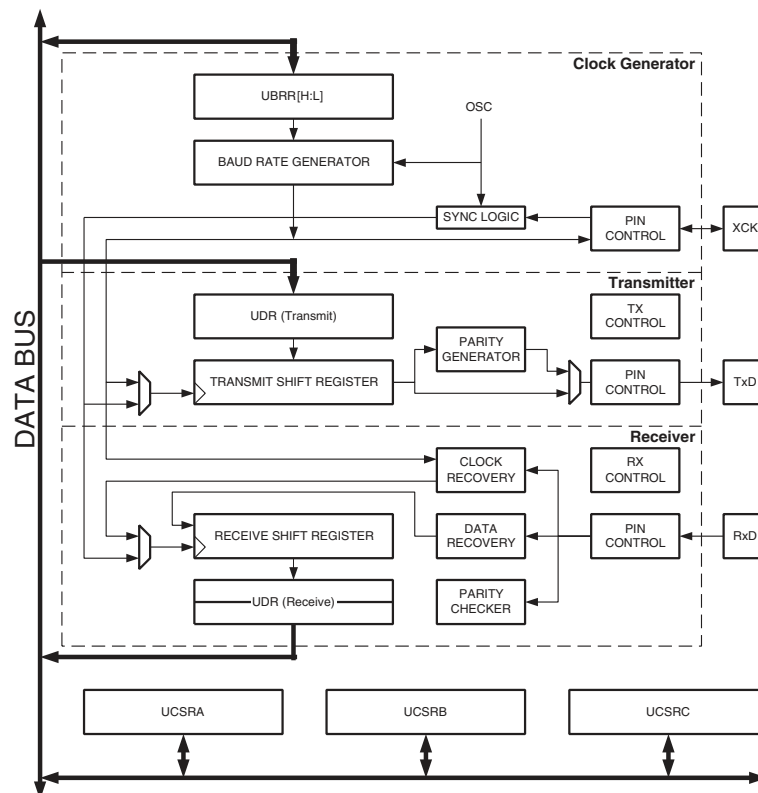 Clock Generator
UBRR[H:L]
OSC
BAUD RATE GENERATOR
SYNC LOGIC
PIN
CONTROL
XCK
Transmitter
UDR (Transmit)
TX
CONTROL
PARITY
GENERATOR
TRANSMIT SHIFT REGISTER
PIN
CONTROL
TxD
DATA BUS
Receiver
CLOCK
RECOVERY
RX
CONTROL
RECEIVE SHIFT REGISTER
DATA
RECOVERY
PIN
CONTROL
RxD
UDR (Receive)
PARITY
CHECKER
UCSRA
UCSRB
UCSRC